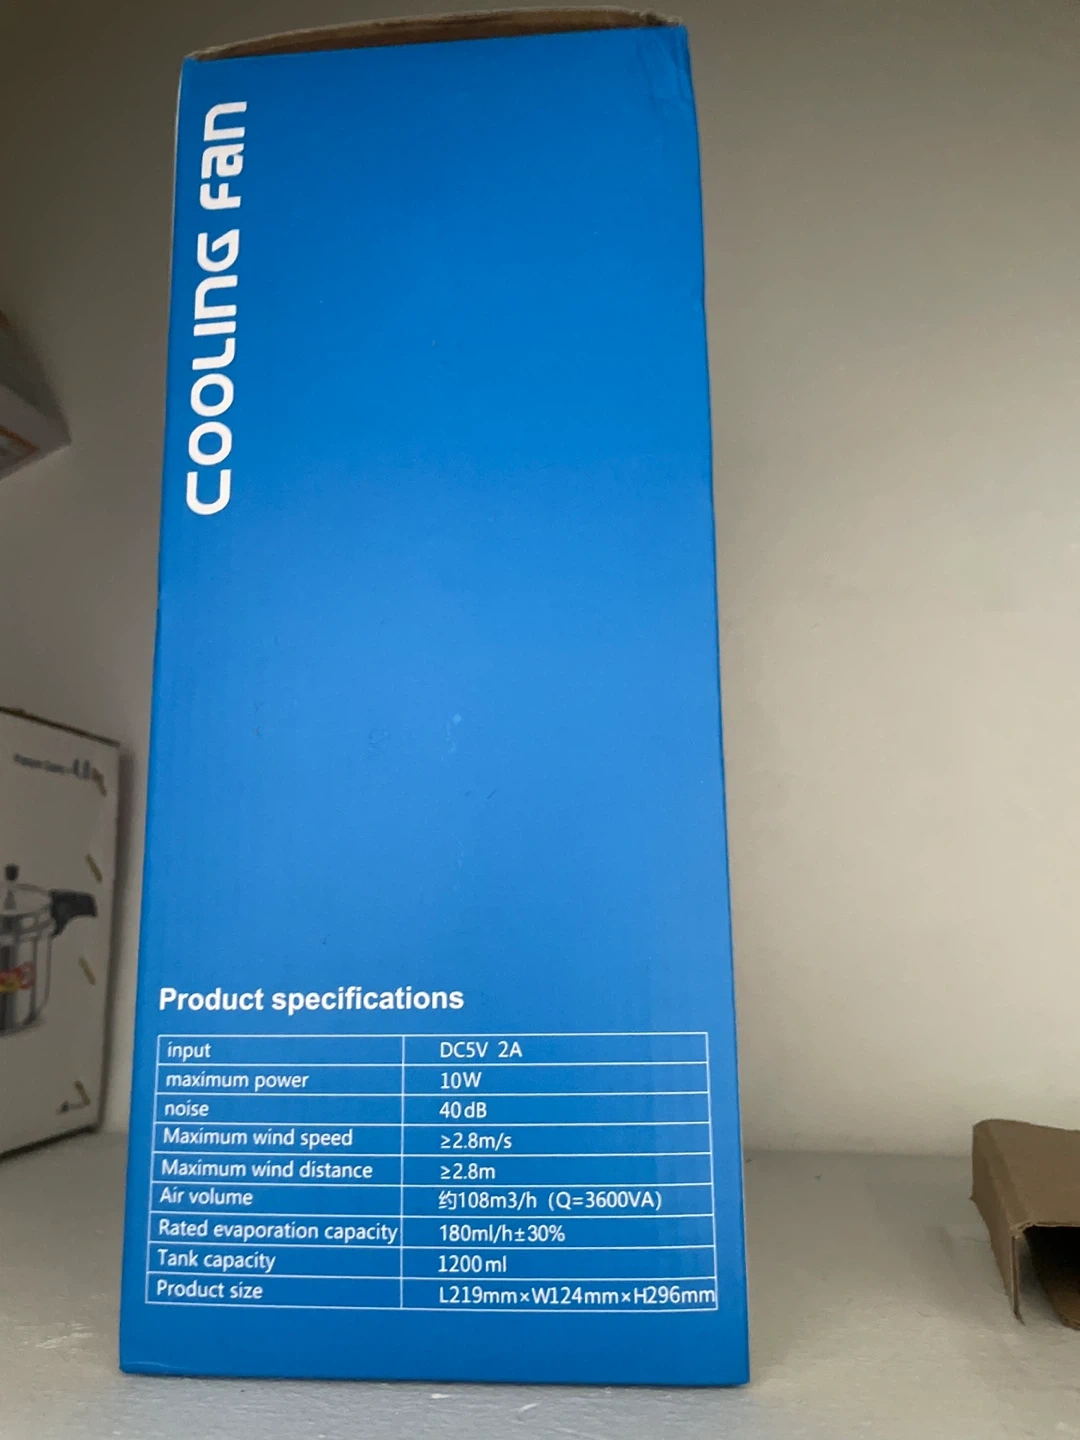 COOLING Fan
Product specifications
input DC5V 2A
maximum power 10W
noise 40dB
Maximum wind speed ≥2.8m/s
Maximum wind distance ≥2.8m
Air volume 约108m3/h (Q=3600VA)
Rated evaporation capacity 180ml/h±30%
Tank capacity 1200ml
Product size L219mm×W124mm×H296mm